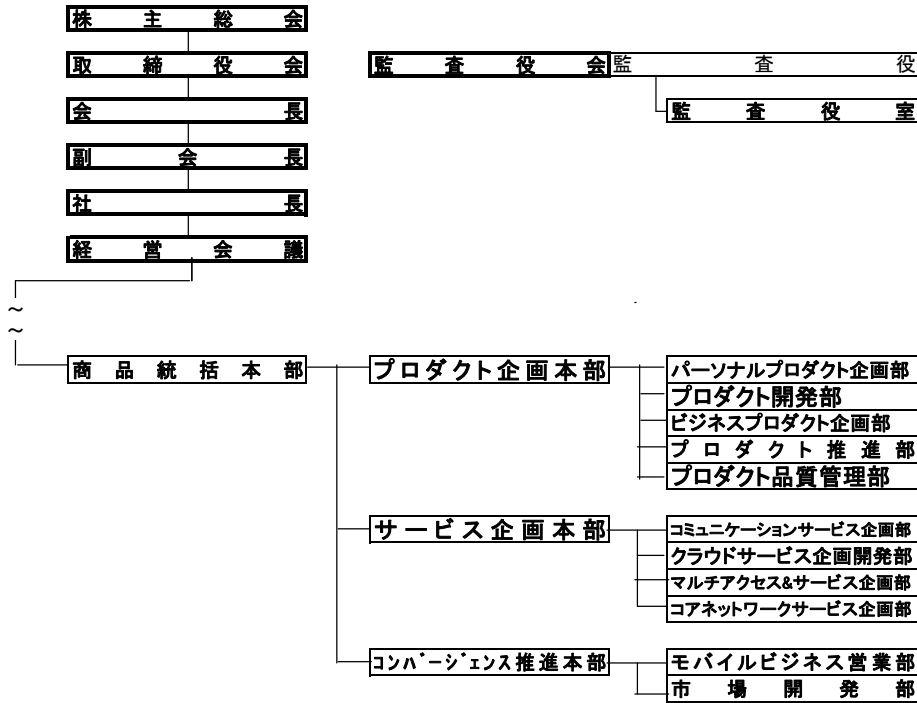 株主総会
取締役会
監査役会 監査役
会長
監査役室
副会長
社長
経営会議
～
～
商品統括本部
プロダクト企画本部
パーソナルプロダクト企画部
プロダクト開発部
ビジネスプロダクト企画部
プロダクト推進部
プロダクト品質管理部
サービス企画本部
コミュニケーションサービス企画部
クラウドサービス企画開発部
マルチアクセス&サービス企画部
コアネットワークサービス企画部
ｺﾝﾊﾞｰｼﾞｪﾝｽ推進本部
モバイルビジネス営業部
市場開発部